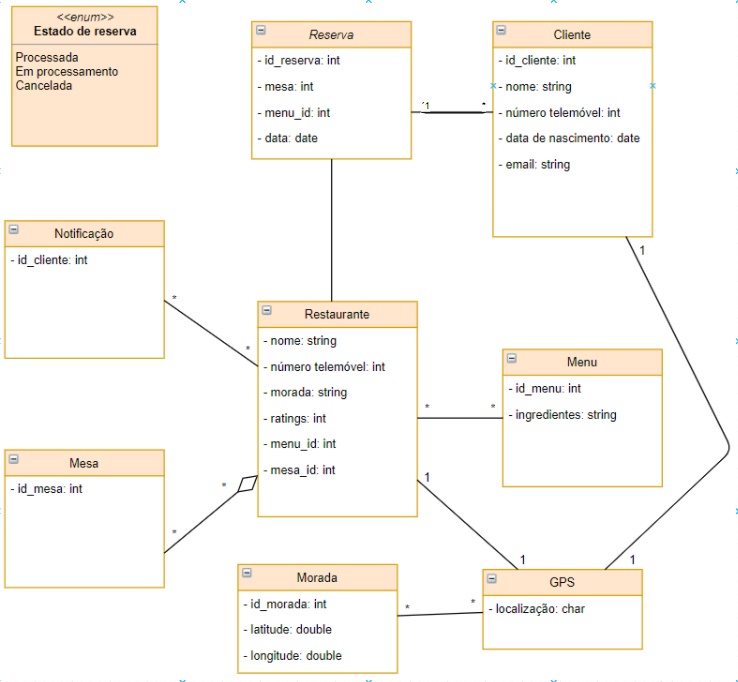 <<enum>>
Estado de reserva
Processada
Em processamento
Cancelada
Reserva
- id_reserva: int
- mesa: int
- menu_id: int
- data: date
Cliente
- id_cliente: int
- nome: string
- número telemóvel: int
- data de nascimento: date
- email: string
1
*
1
Notificação
- id_cliente: int
*
*
Restaurante
- nome: string
- número telemóvel: int
- morada: string
- ratings: int
- menu_id: int
- mesa_id: int
Menu
- id_menu: int
- ingredientes: string
*
*
Mesa
- id_mesa: int
*
*
1
1
1
Morada
- id_morada: int
- latitude: double
- longitude: double
*
*
GPS
- localização: char